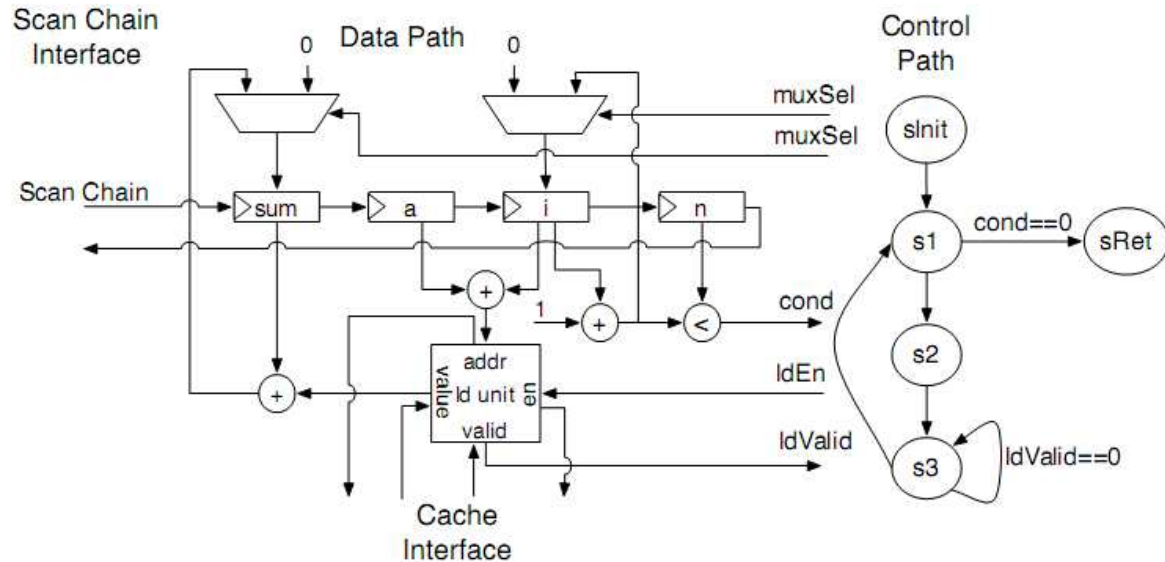 Scan Chain
Interface
Data Path
Control
Path
0
0
muxSel
muxSel
sInit
Scan Chain
sum
a
i
n
s1
cond==0
sRet
+
1
+
<
cond
s2
addr
value
ld unit
en
valid
+
ldEn
ldValid
s3
ldValid==0
Cache
Interface